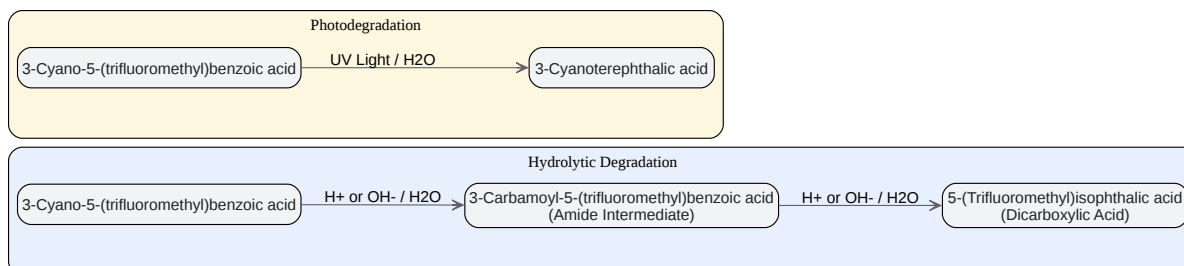 Photodegradation
3-Cyano-5-(trifluoromethyl)benzoic acid
UV Light / H2O
3-Cyanoterephthalic acid
Hydrolytic Degradation
3-Cyano-5-(trifluoromethyl)benzoic acid
H+ or OH- / H2O
3-Carbamoyl-5-(trifluoromethyl)benzoic acid
(Amide Intermediate)
H+ or OH- / H2O
5-(Trifluoromethyl)isophthalic acid
(Dicarboxylic Acid)